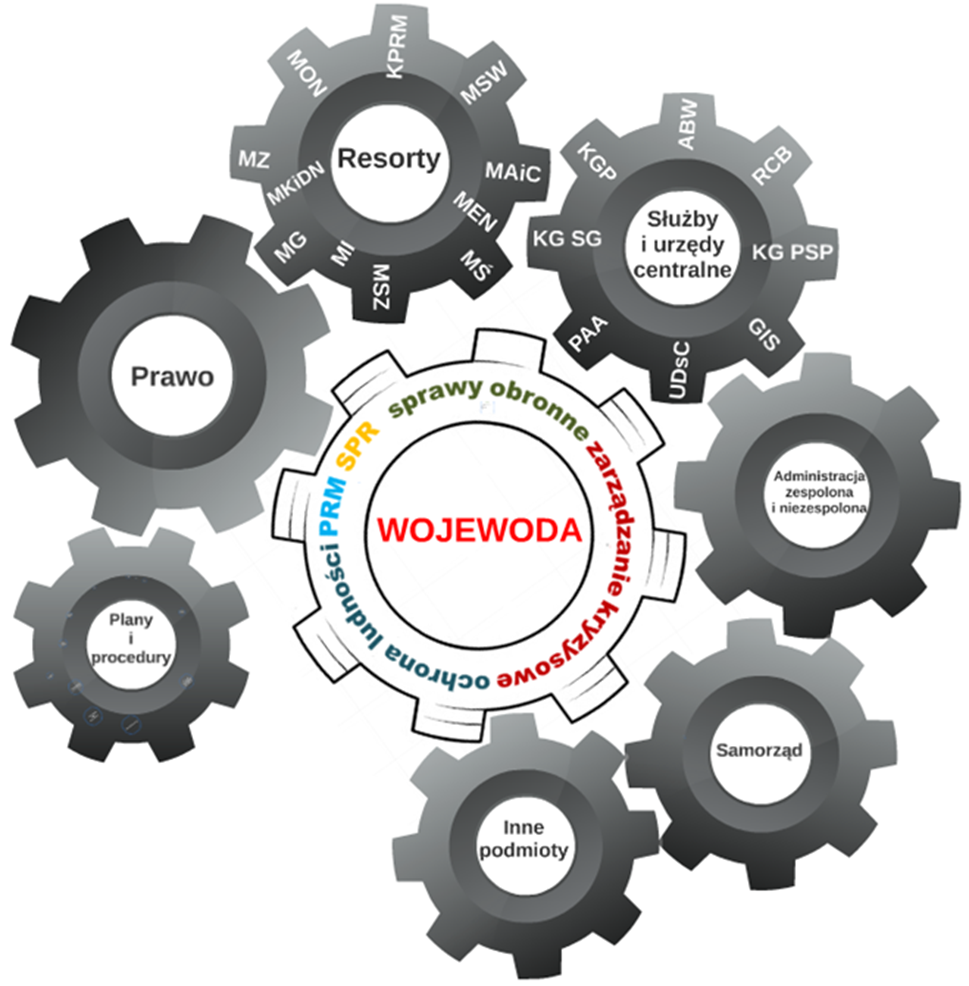 KPRM
MSW
MAiC
MEN
MŚ
MSZ
MI
MG
MKiDN
MZ
MON
Resorty
ABW
RCB
KG PSP
GIS
UDsC
PAA
KG SG
KGP
Służby
i urzędy
centralne
Prawo
sprawy obronne
zarządzanie kryzysowe
ochrona ludności
PRM
SPR
WOJEWODA
Administracja
zespolona
i niezespolona
Plany
i
procedury
Samorząd
Inne
podmioty